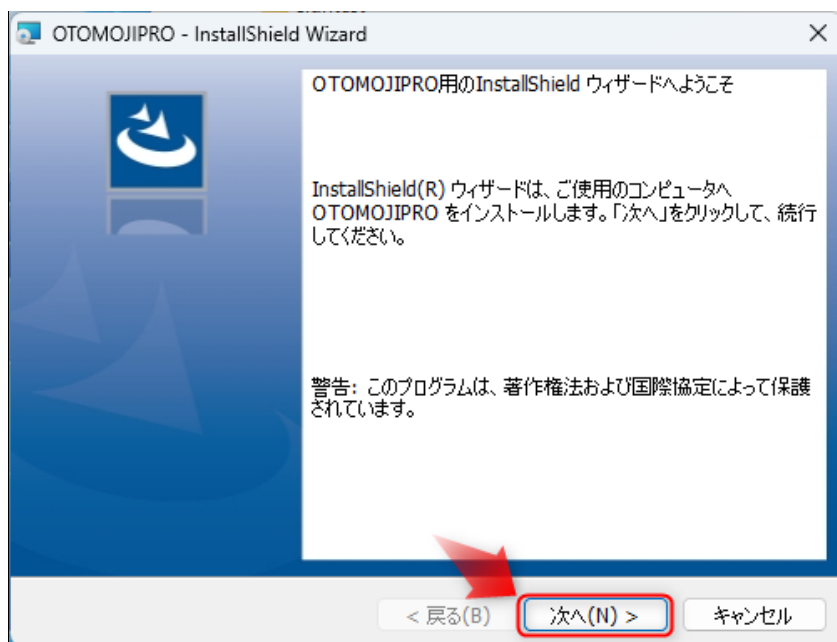 OTOMOJIPRO - InstallShield Wizard
OTOMOJIPRO用のInstallShield ウィザードへようこそ
InstallShield(R) ウィザードは、ご使用のコンピュータへ
OTOMOJIPRO をインストールします。「次へ」をクリックして、続行
してください。
警告: このプログラムは、著作権法および国際協定によって保護
されています。
< 戻る(B)
次へ(N) >
キャンセル